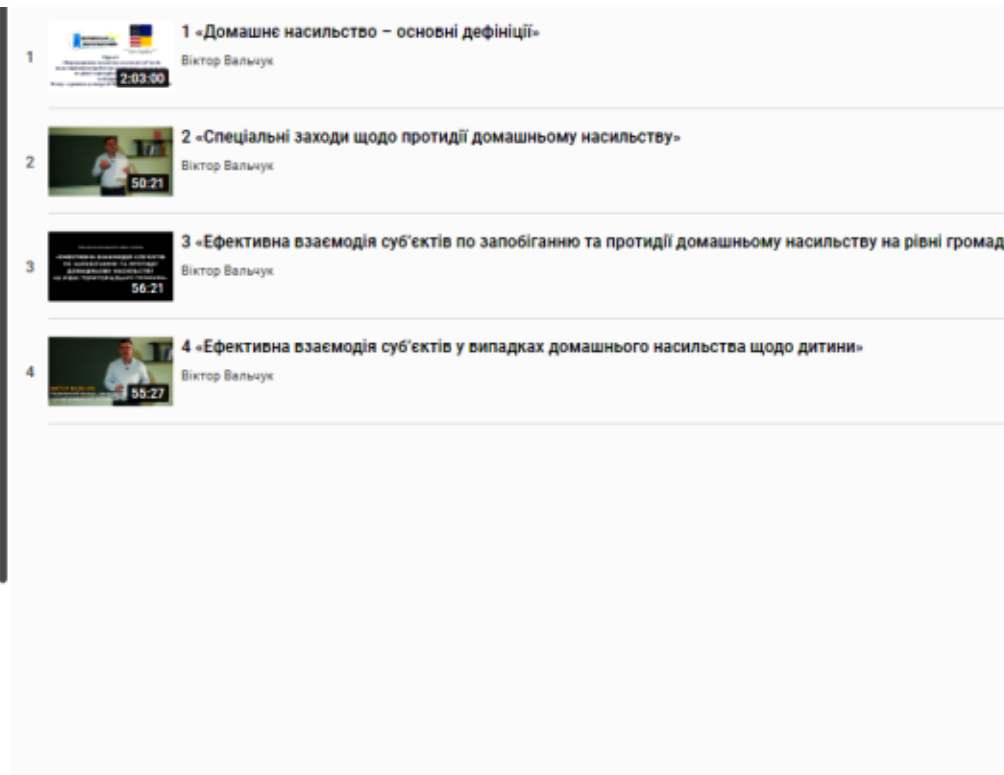 1
2:03:00
1 «Домашнє насильство – основні дефініції»
Віктор Вальчук
2
50:21
2 «Спеціальні заходи щодо протидії домашньому насильству»
Віктор Вальчук
3
56:21
3 «Ефективна взаємодія суб'єктів по запобіганню та протидії домашньому насильству на рівні громад
Віктор Вальчук
4
55:27
4 «Ефективна взаємодія суб'єктів у випадках домашнього насильства щодо дитини»
Віктор Вальчук